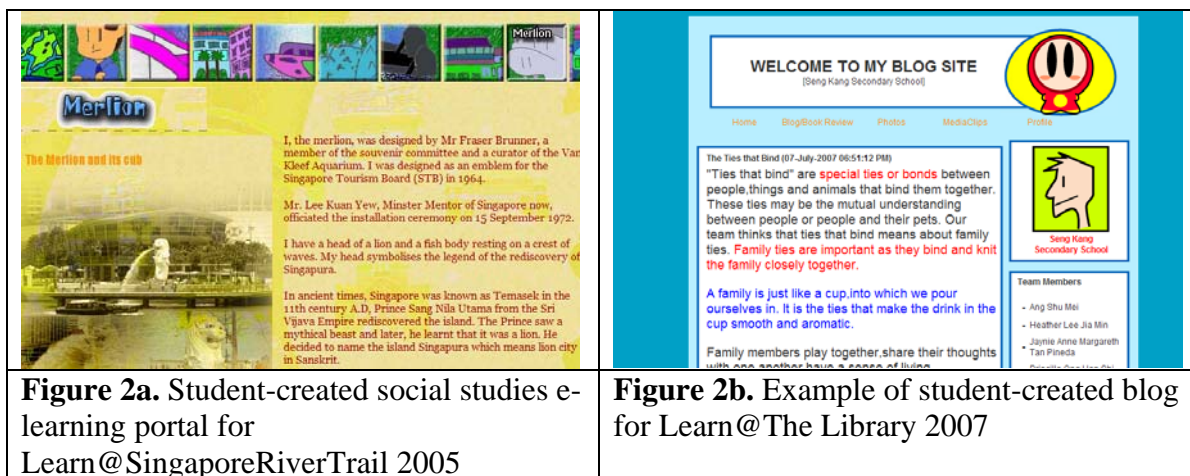 Merlion
Merlion
The Merlion and its cub
I, the merlion, was designed by Mr Fraser Brunner, a
member of the souvenir committee and a curator of the Van
Kleef Aquarium. I was designed as an emblem for the
Singapore Tourism Board (STB) in 1964.
Mr. Lee Kuan Yew, Minster Mentor of Singapore now,
officiated the installation ceremony on 15 September 1972.
I have a head of a lion and a fish body resting on a crest of
waves. My head symbolises the legend of the rediscovery of
Singapura.
In ancient times, Singapore was known as Temasek in the
11th century A.D, Prince Sang Nila Utama from the Sri
Vijava Empire rediscovered the island. The Prince saw a
mythical beast and later, he learnt that it was a lion. He
decided to name the island Singapura which means lion city
in Sanskrit.
Figure 2a. Student-created social studies e-
learning portal for
Learn@SingaporeRiverTrail 2005
WELCOME TO MY BLOG SITE
[Seng Kang Secondary School]
Home Blog/Book Review Photos MediaClips Profile
The Ties that Bind (07-July-2007 06:51:12 PM)
"Ties that bind" are special ties or bonds between
people,things and animals that bind them together.
These ties may be the mutual understanding
between people or people and their pets. Our
team thinks that ties that bind means about family
ties. Family ties are important as they bind and knit
the family closely together.
A family is just like a cup,into which we pour
ourselves in. It is the ties that make the drink in the
cup smooth and aromatic.
Family members play together,share their thoughts
with one another have a sense of living
Seng Kang
Secondary School
Team Members
- Ang Shu Mei
- Heather Lee Jia Min
- Jaynie Anne Margareth
Tan Pineda
Figure 2b. Example of student-created blog
for Learn@The Library 2007